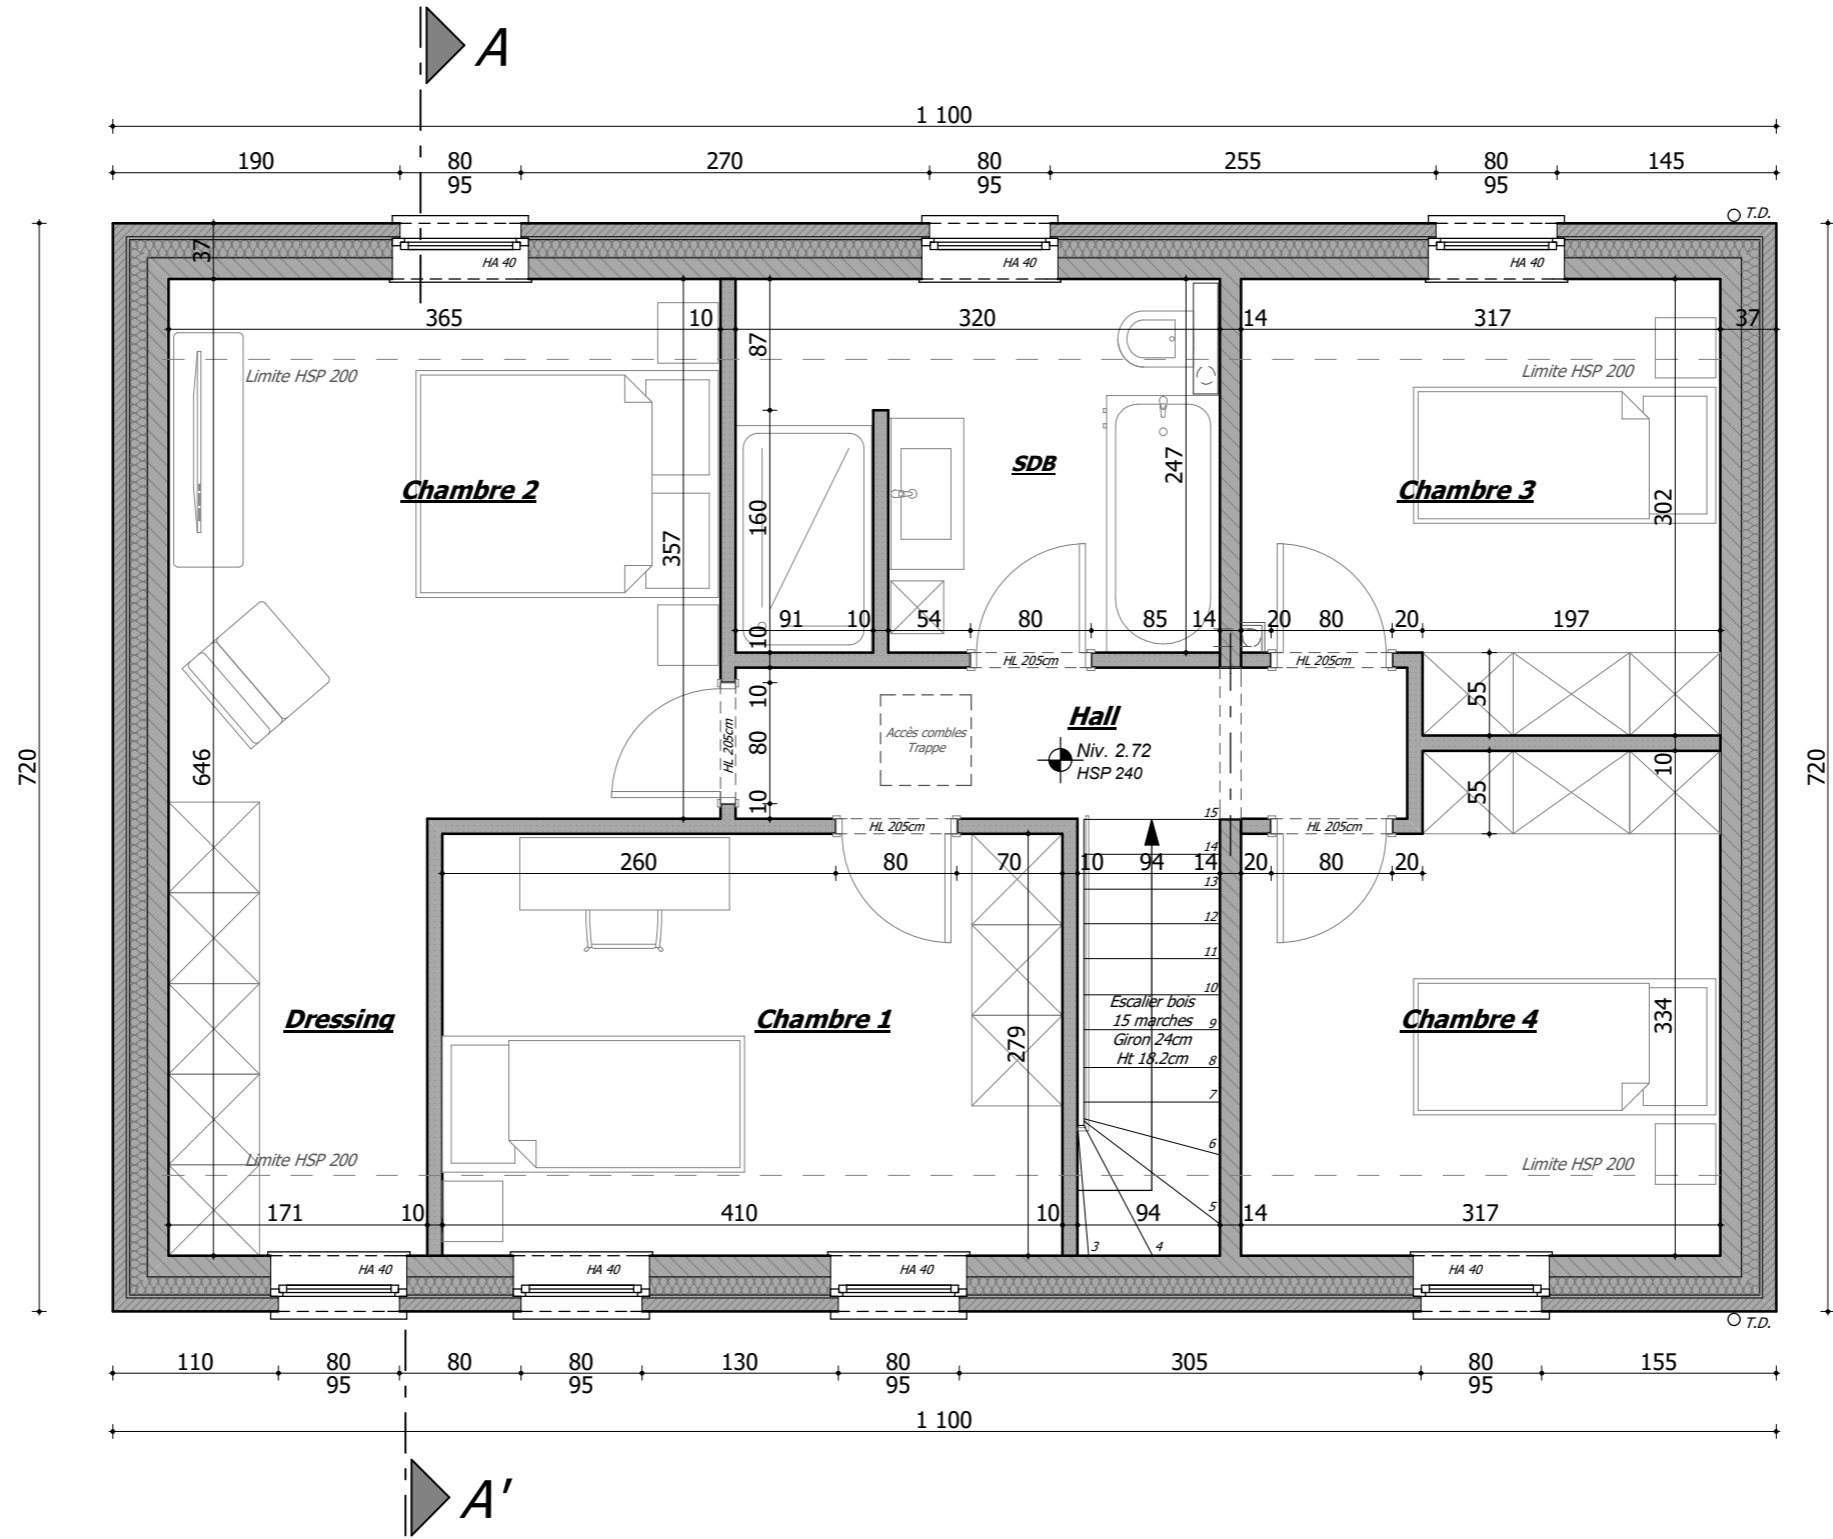 A
1 100
190 80 270 80 255 80 145
95 95 95
T.D.
37 HA 40 HA 40 HA 40
365 10 320 14 317 37
87
Limite HSP 200 Limite HSP 200
SDB
247
Chambre 2 Chambre 3
302
160
357
91 10 54 80 85 14 20 80 20 197
10
HL 205cm HL 205cm
10 55
Hall
Accès combles
Trappe
HL 205cm
80
Niv. 2.72
HSP 240
720 646 10 720
55
10
15
HL 205cm HL 205cm
14
260 80 70 10 94 14 20 80 20
13
12
11
10
Escalier bois
15 marches
9
Giron 24cm
Ht 18.2cm
8
Dressing Chambre 1 Chambre 4
279 334
7
6
Limite HSP 200 Limite HSP 200
5
171 10 410 10 94 14 317
3 4
HA 40 HA 40 HA 40 HA 40
T.D.
110 80 80 80 130 80 305 80 155
95 95 95 95
1 100
A'